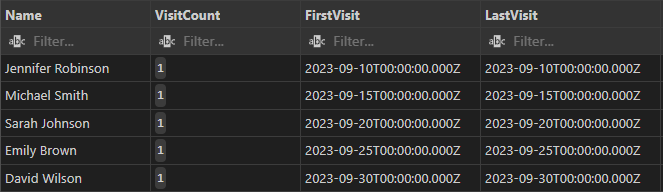 Name VisitCount FirstVisit LastVisit
abc Filter... abc Filter... abc Filter... abc Filter...
Jennifer Robinson 1 2023-09-10T00:00:00.000Z 2023-09-10T00:00:00.000Z
Michael Smith 1 2023-09-15T00:00:00.000Z 2023-09-15T00:00:00.000Z
Sarah Johnson 1 2023-09-20T00:00:00.000Z 2023-09-20T00:00:00.000Z
Emily Brown 1 2023-09-25T00:00:00.000Z 2023-09-25T00:00:00.000Z
David Wilson 1 2023-09-30T00:00:00.000Z 2023-09-30T00:00:00.000Z